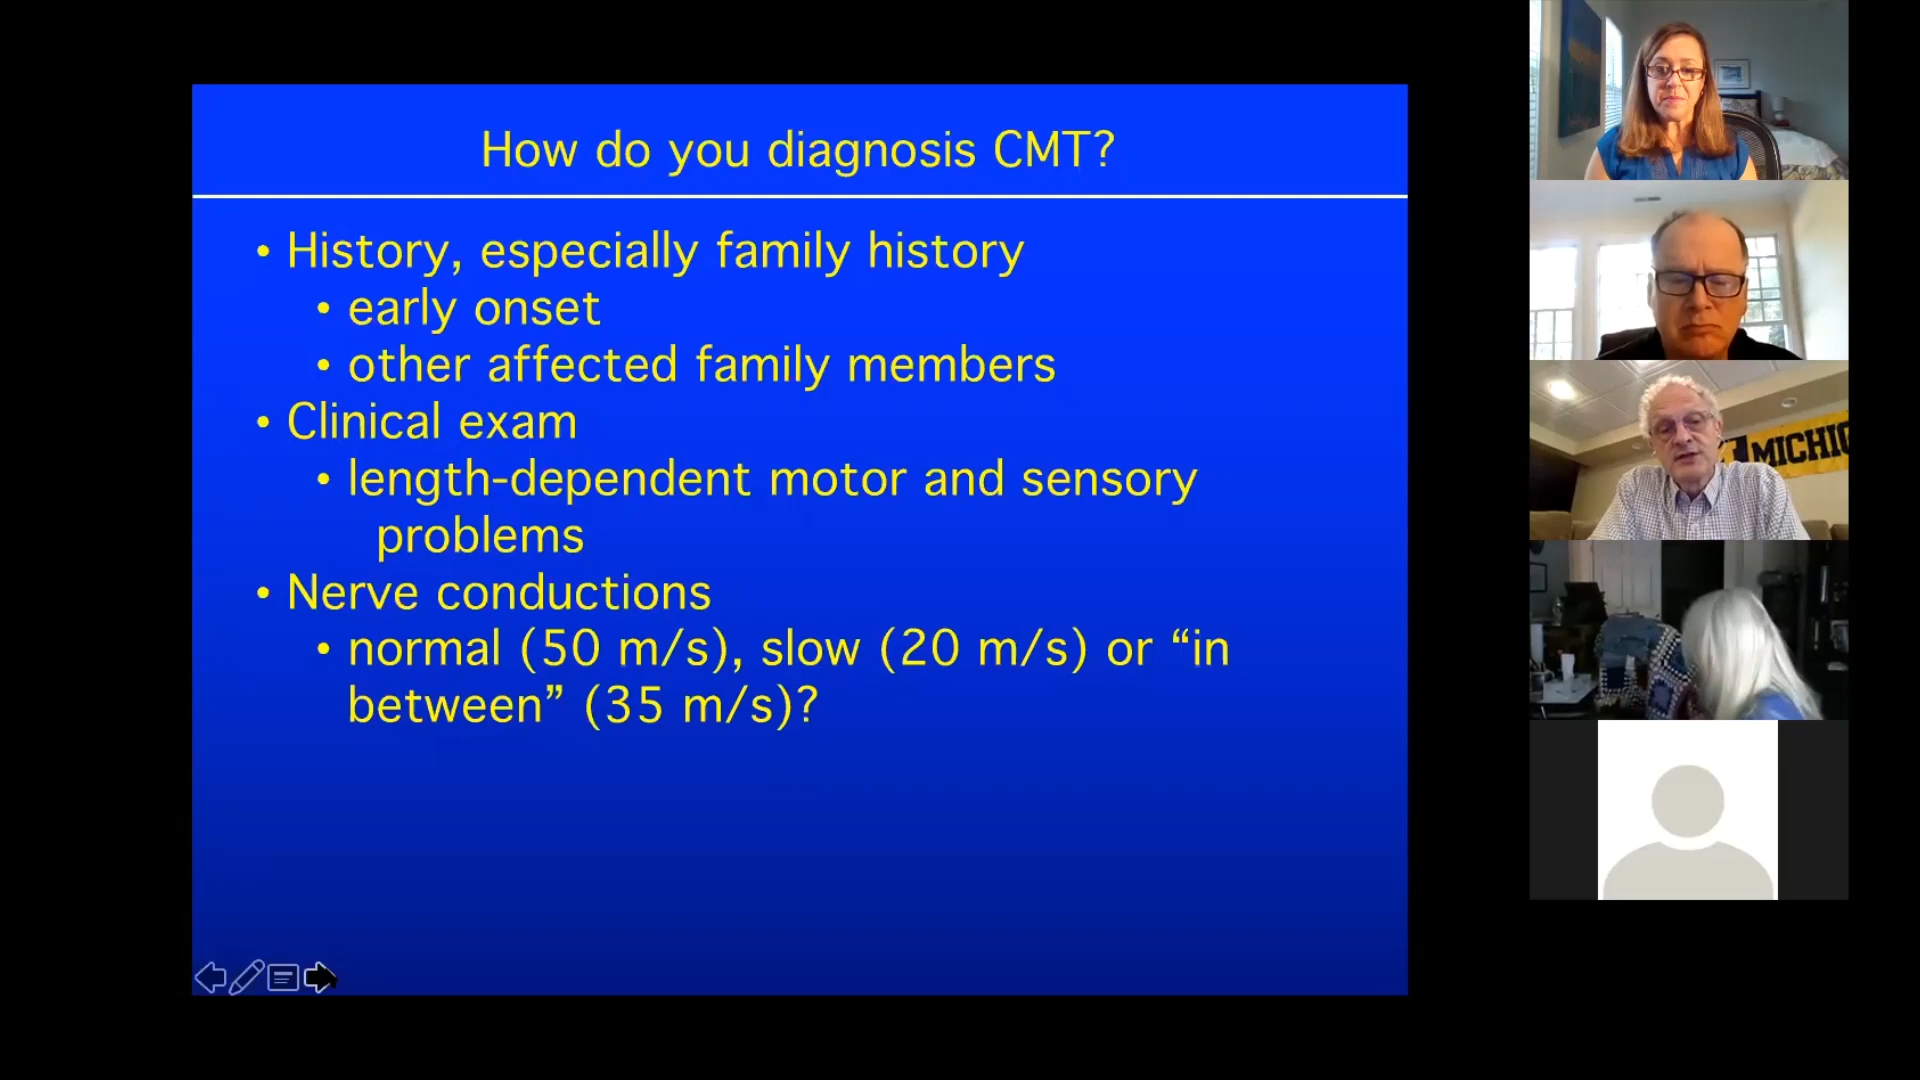 How do you diagnosis CMT?
• History, especially family history
• early onset
• other affected family members
• Clinical exam
• length-dependent motor and sensory
problems
• Nerve conductions
• normal (50 m/s), slow (20 m/s) or “in
between” (35 m/s)?
MICHIG